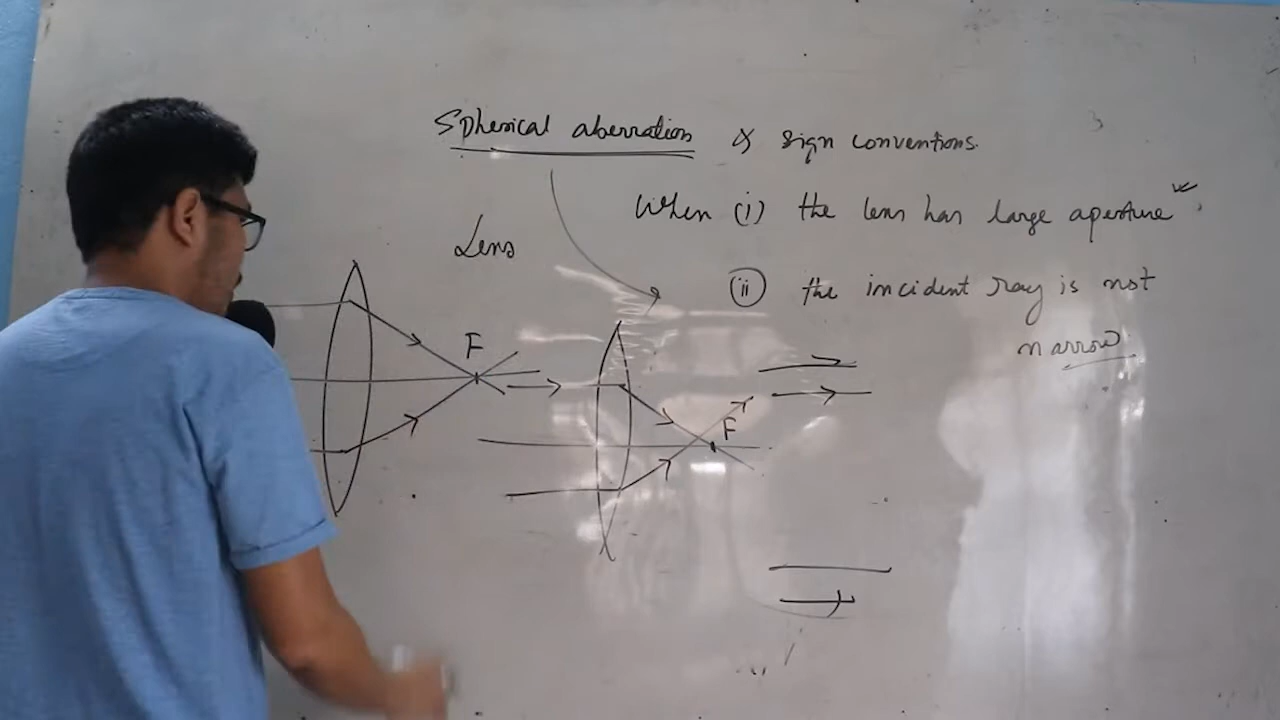 Spherical aberration & sign conventions.
When (i) the lens has large aperture
Lens
(ii) the incident ray is not
narrow.
F
F